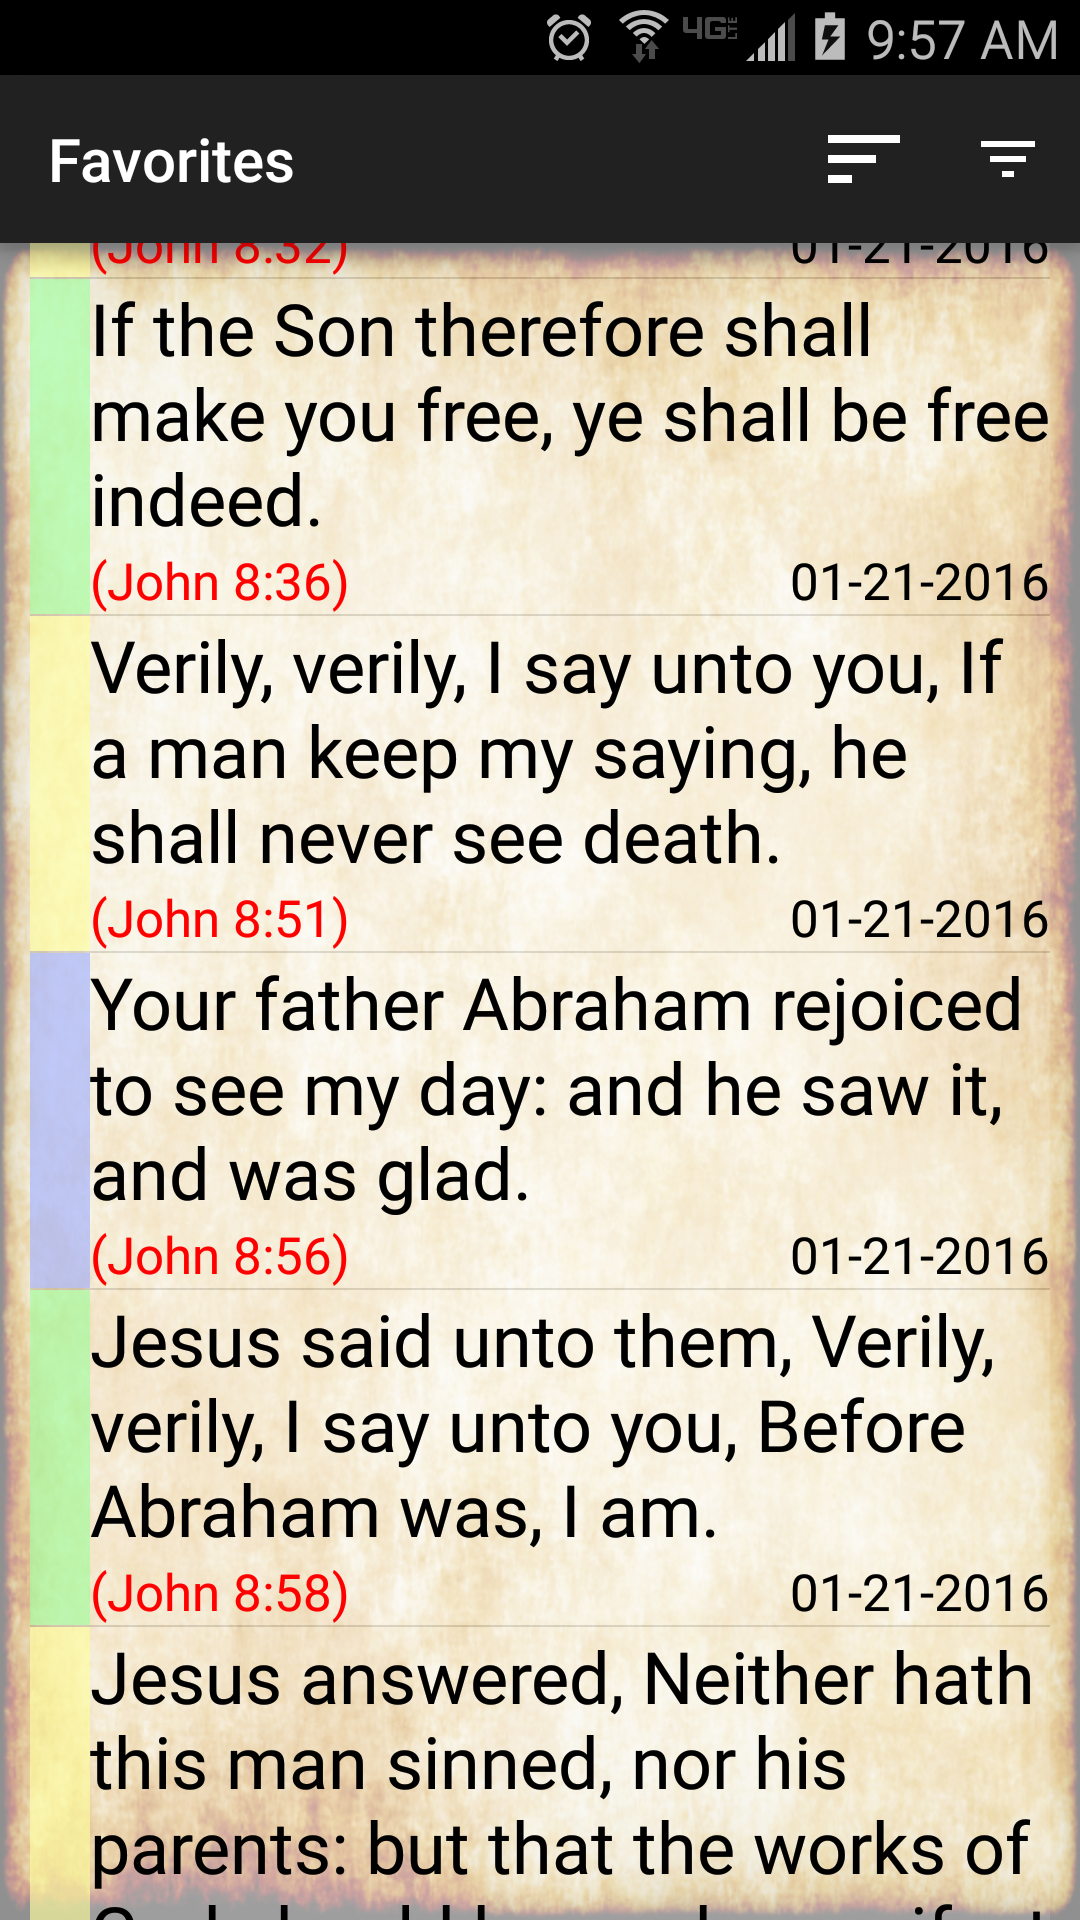 4G LTE 9:57 AM
Favorites
(John 8:32) 01-21-2016
If the Son therefore shall
make you free, ye shall be free
indeed.
(John 8:36) 01-21-2016
Verily, verily, I say unto you, If
a man keep my saying, he
shall never see death.
(John 8:51) 01-21-2016
Your father Abraham rejoiced
to see my day: and he saw it,
and was glad.
(John 8:56) 01-21-2016
Jesus said unto them, Verily,
verily, I say unto you, Before
Abraham was, I am.
(John 8:58) 01-21-2016
Jesus answered, Neither hath
this man sinned, nor his
parents: but that the works of